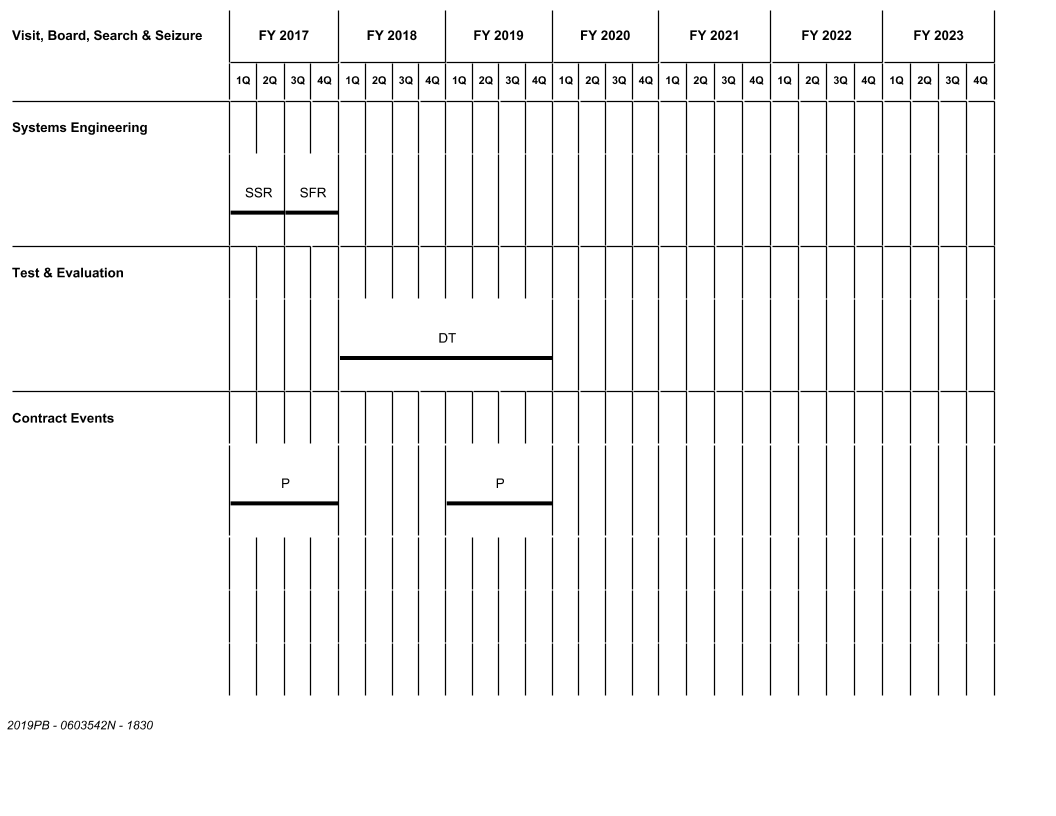 Visit, Board, Search & Seizure FY 2017 FY 2018 FY 2019 FY 2020 FY 2021 FY 2022 FY 2023
1Q 2Q 3Q 4Q 1Q 2Q 3Q 4Q 1Q 2Q 3Q 4Q 1Q 2Q 3Q 4Q 1Q 2Q 3Q 4Q 1Q 2Q 3Q 4Q 1Q 2Q 3Q 4Q
Systems Engineering
SSR SFR
Test & Evaluation
DT
Contract Events
P P
2019PB - 0603542N - 1830